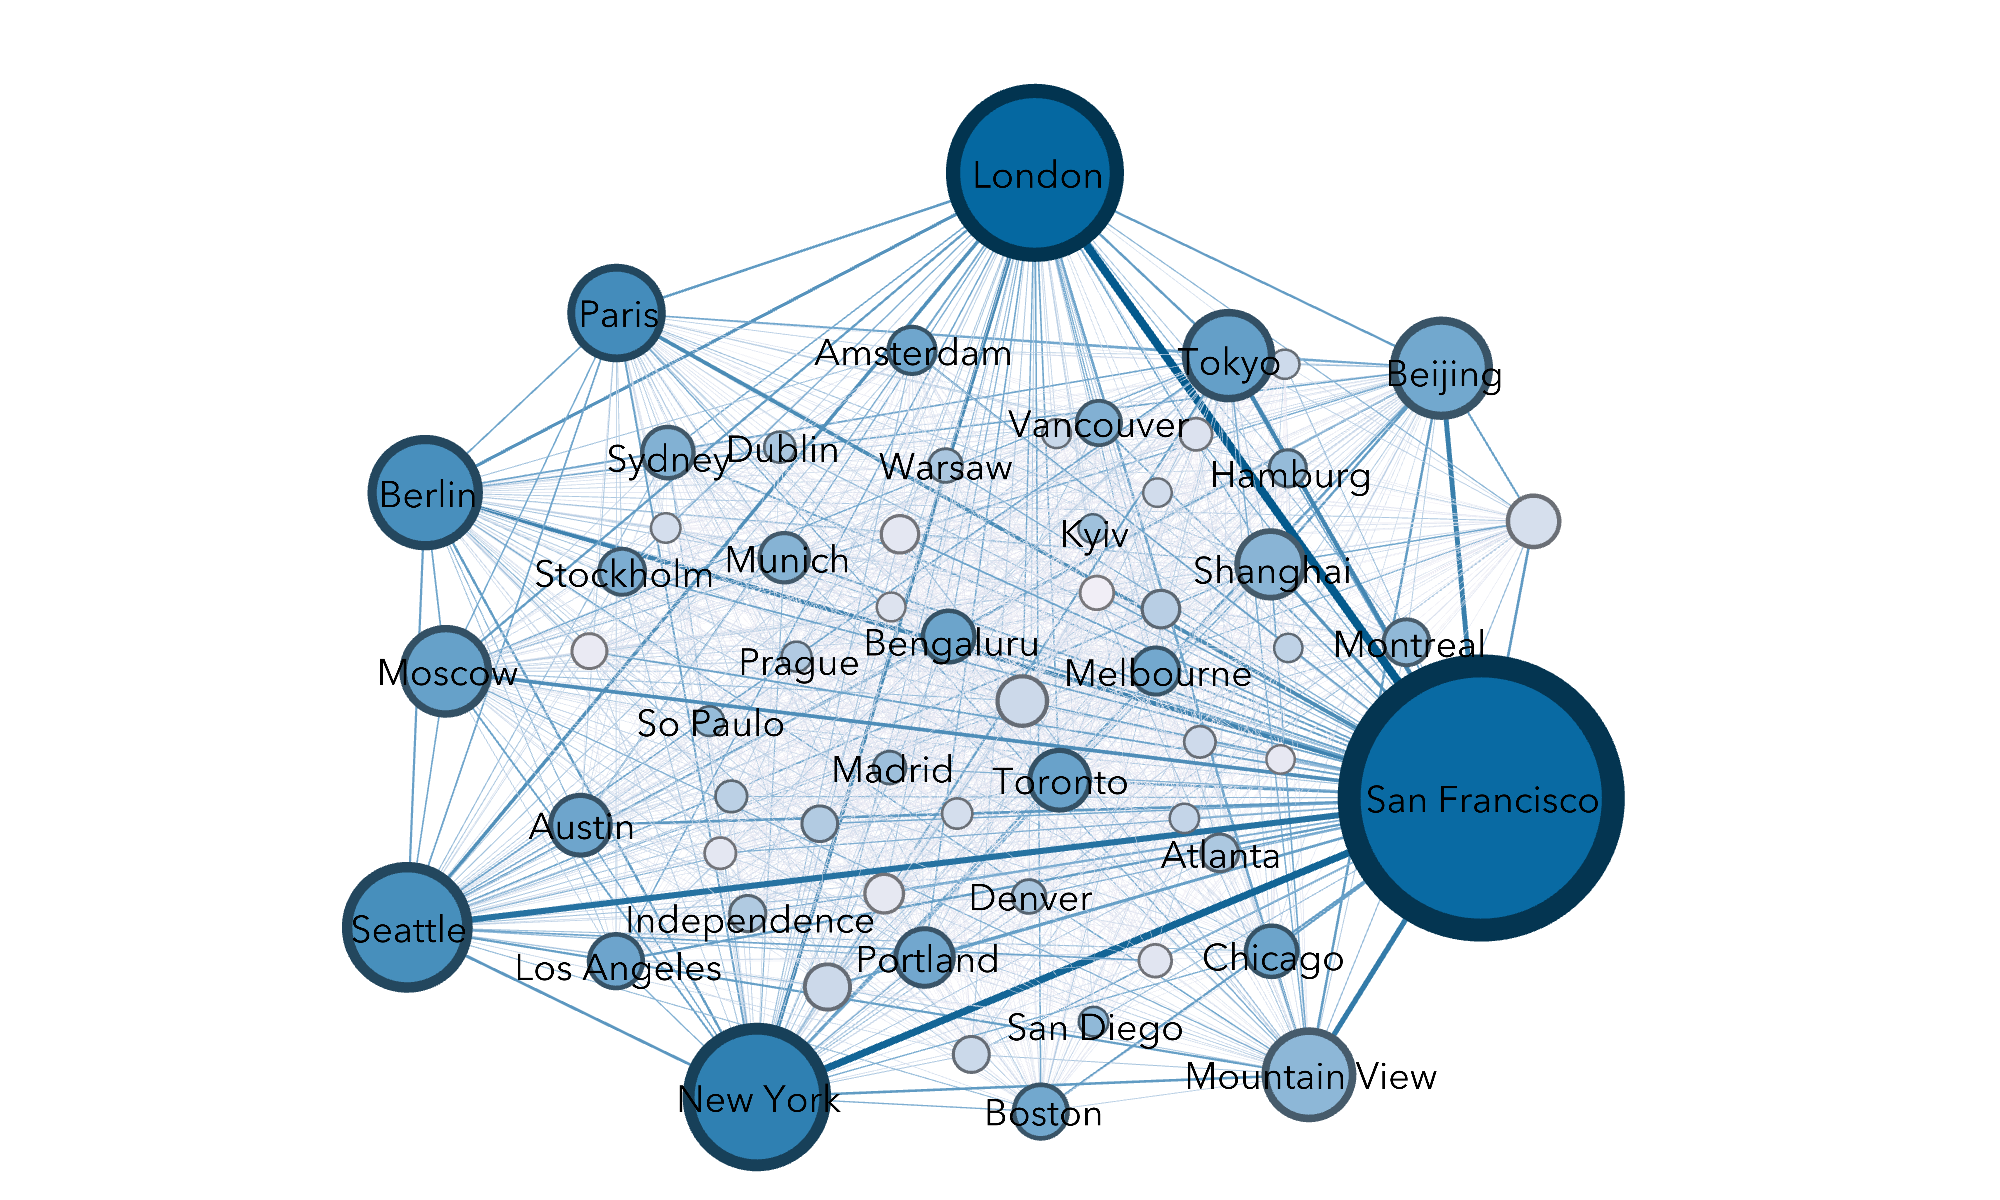 London
Paris
Amsterdam
Tokyo
Beijing
Vancouver
Sydney
Dublin
Warsaw
Hamburg
Berlin
Kyiv
Munich
Stockholm
Shanghai
Bengaluru
Montreal
Prague
Melbourne
Moscow
So Paulo
Madrid
Toronto
San Francisco
Austin
Atlanta
Denver
Independence
Seattle
Portland
Chicago
Los Angeles
San Diego
Mountain View
New York
Boston